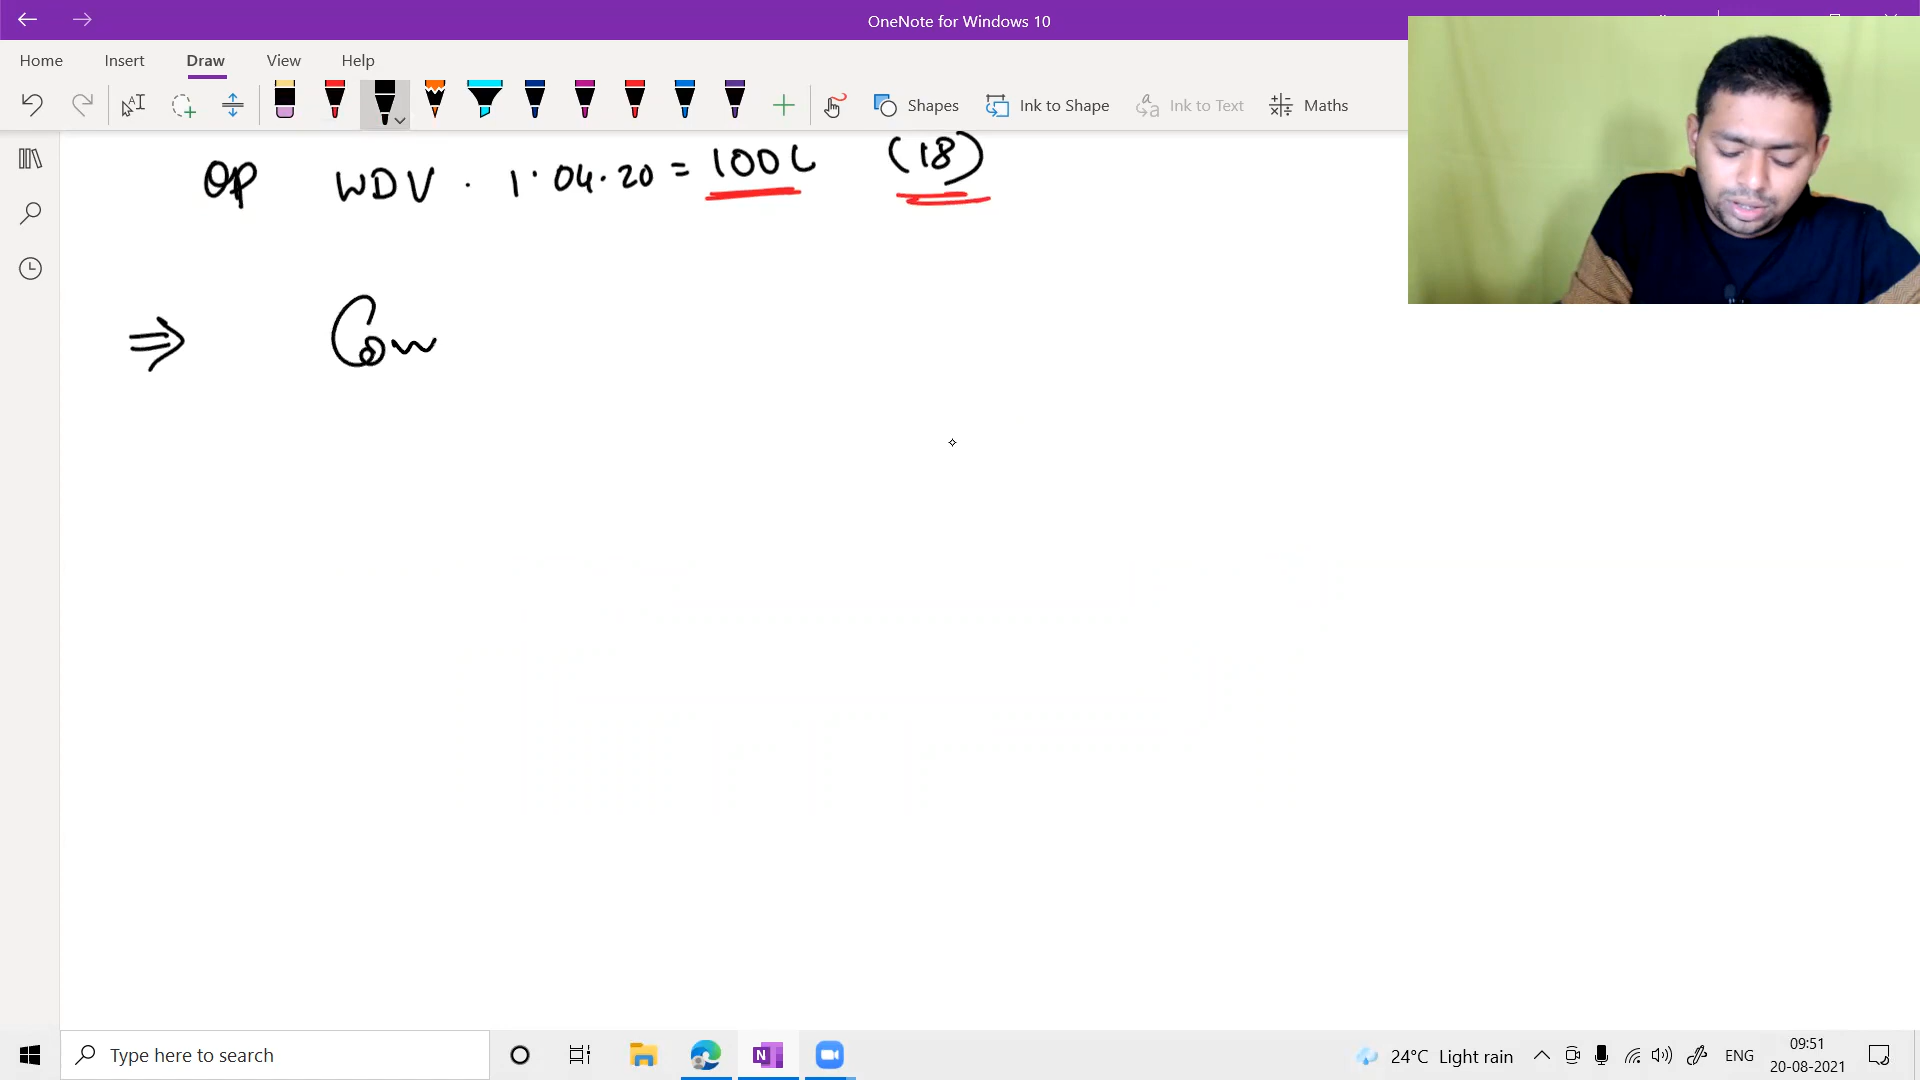 OneNote for Windows 10
Home Insert Draw View Help
Shapes Ink to Shape Ink to Text Maths
Op WDV . 1.04.20 = 100L (18)
⇒ Com
Type here to search
24°C Light rain ENG 09:51
20-08-2021